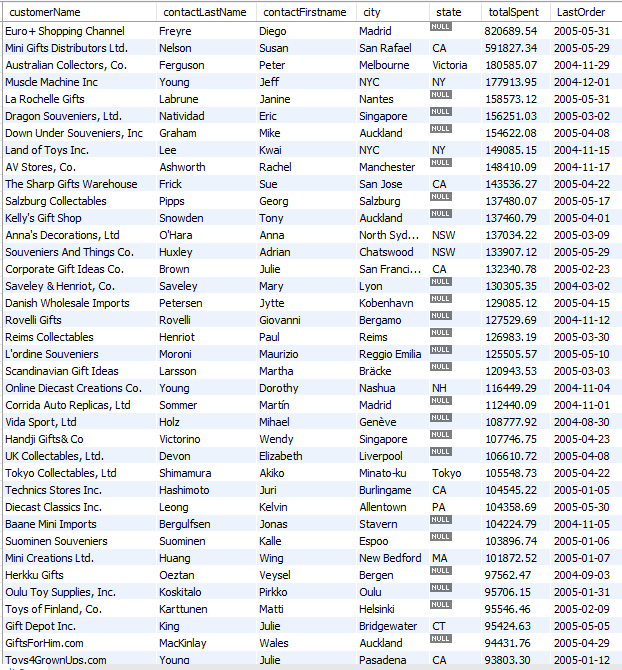 customerName contactLastName contactFirstname city state totalSpent LastOrder
Euro+ Shopping Channel Freyre Diego Madrid NULL 820689.54 2005-05-31
Mini Gifts Distributors Ltd. Nelson Susan San Rafael CA 591827.34 2005-05-29
Australian Collectors, Co. Ferguson Peter Melbourne Victoria 180585.07 2004-11-29
Muscle Machine Inc Young Jeff NYC NY 177913.95 2004-12-01
La Rochelle Gifts Labrune Janine Nantes NULL 158573.12 2005-05-31
Dragon Souveniers, Ltd. Natividad Eric Singapore NULL 156251.03 2005-03-02
Down Under Souveniers, Inc Graham Mike Auckland NULL 154622.08 2005-04-08
Land of Toys Inc. Lee Kwai NYC NY 149085.15 2004-11-15
AV Stores, Co. Ashworth Rachel Manchester NULL 148410.09 2004-11-17
The Sharp Gifts Warehouse Frick Sue San Jose CA 143536.27 2005-04-22
Salzburg Collectables Pipps Georg Salzburg NULL 137480.07 2005-05-17
Kelly's Gift Shop Snowden Tony Auckland NULL 137460.79 2005-04-01
Anna's Decorations, Ltd O'Hara Anna North Syd... NSW 137034.22 2005-03-09
Souveniers And Things Co. Huxley Adrian Chatswood NSW 133907.12 2005-05-29
Corporate Gift Ideas Co. Brown Julie San Franci... CA 132340.78 2005-02-23
Saveley & Henriot, Co. Saveley Mary Lyon NULL 130305.35 2004-03-02
Danish Wholesale Imports Petersen Jytte Kobenhavn NULL 129085.12 2005-04-15
Rovelli Gifts Rovelli Giovanni Bergamo NULL 127529.69 2004-11-12
Reims Collectables Henriot Paul Reims NULL 126983.19 2005-03-30
L'ordine Souveniers Moroni Maurizio Reggio Emilia NULL 125505.57 2005-05-10
Scandinavian Gift Ideas Larsson Martha Bräcke NULL 120943.53 2005-03-03
Online Diecast Creations Co. Young Dorothy Nashua NH 116449.29 2004-11-04
Corrida Auto Replicas, Ltd Sommer Martín Madrid NULL 112440.09 2004-11-01
Vida Sport, Ltd Holz Mihael Genève NULL 108777.92 2004-08-30
Handji Gifts& Co Victorino Wendy Singapore NULL 107746.75 2005-04-23
UK Collectables, Ltd. Devon Elizabeth Liverpool NULL 106610.72 2005-04-08
Tokyo Collectables, Ltd Shimamura Akiko Minato-ku Tokyo 105548.73 2005-04-22
Technics Stores Inc. Hashimoto Juri Burlingame CA 104545.22 2005-01-05
Diecast Classics Inc. Leong Kelvin Allentown PA 104358.69 2005-05-30
Baane Mini Imports Bergulfsen Jonas Stavern NULL 104224.79 2004-11-05
Suominen Souveniers Suominen Kalle Espoo NULL 103896.74 2005-01-06
Mini Creations Ltd. Huang Wing New Bedford MA 101872.52 2005-01-07
Herkku Gifts Oeztan Veysel Bergen NULL 97562.47 2004-09-03
Oulu Toy Supplies, Inc. Koskitalo Pirkko Oulu NULL 95706.15 2005-01-31
Toys of Finland, Co. Karttunen Matti Helsinki NULL 95546.46 2005-02-09
Gift Depot Inc. King Julie Bridgewater CT 95424.63 2005-05-05
GiftsForHim.com MacKinlay Wales Auckland NULL 94431.76 2005-04-29
Toys4GrownUps.com Young Julie Pasadena CA 93803.30 2005-01-12